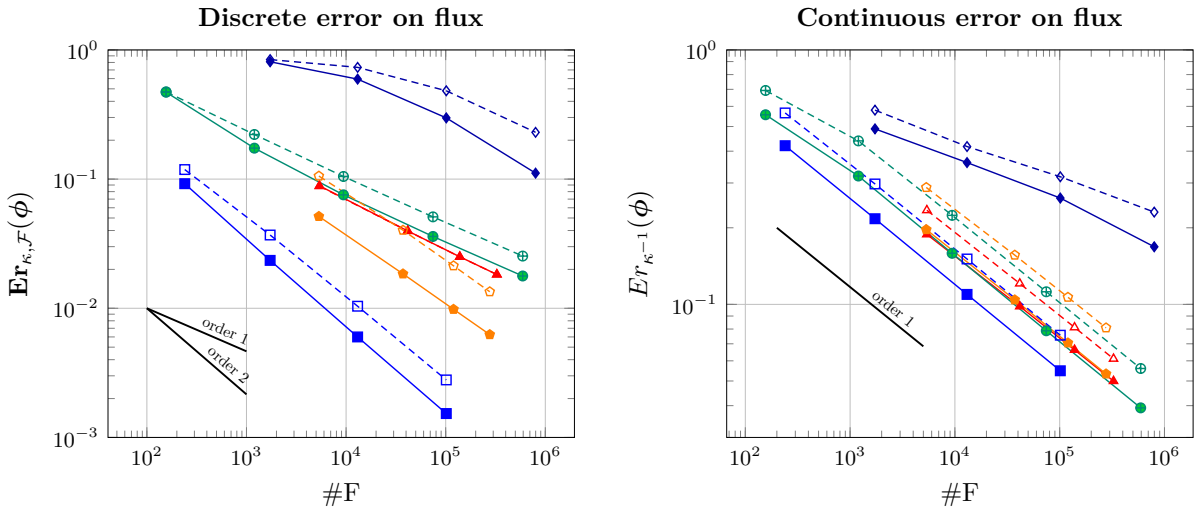 Discrete error on flux
Continuous error on flux
10^0
10^−1
10^−2
10^−3
Er_{κ,ℱ}(ϕ)
order 1
order 2
10^2 10^3 10^4 10^5 10^6
#F
10^0
10^−1
Er_{κ^−1}(ϕ)
order 1
10^2 10^3 10^4 10^5 10^6
#F